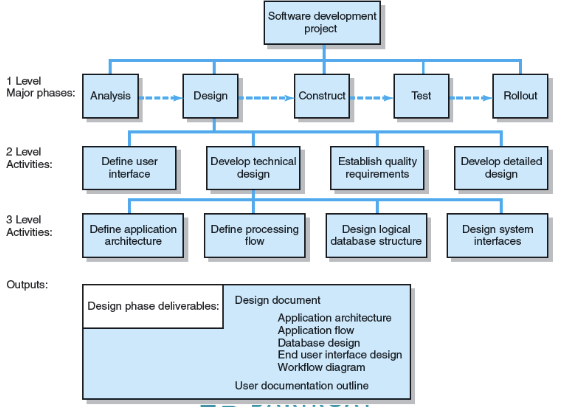 Software development
project
1 Level
Major phases:
Analysis
Design
Construct
Test
Rollout
2 Level
Activities:
Define user
interface
Develop technical
design
Establish quality
requirements
Develop detailed
design
3 Level
Activities:
Define application
architecture
Define processing
flow
Design logical
database structure
Design system
interfaces
Outputs:
Design phase deliverables:
Design document
Application architecture
Application flow
Database design
End user interface design
Workflow diagram
User documentation outline